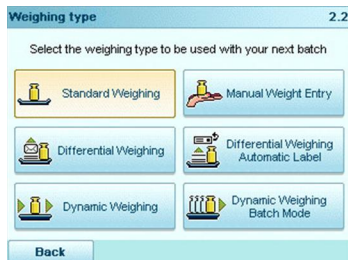 Weighing type 2.2
Select the weighing type to be used with your next batch
Standard Weighing
Manual Weight Entry
Differential Weighing
Differential Weighing
Automatic Label
Dynamic Weighing
Dynamic Weighing
Batch Mode
Back